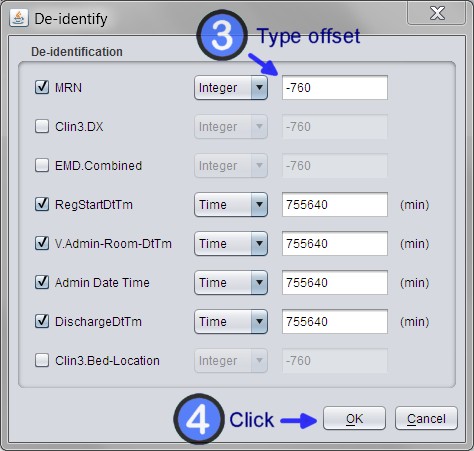 De-identify
3 Type offset
De-identification
MRN Integer -760
Clin3.DX Integer -760
EMD.Combined Integer -760
RegStartDtTm Time 755640 (min)
V.Admin-Room-DtTm Time 755640 (min)
Admin Date Time Time 755640 (min)
DischargeDtTm Time 755640 (min)
Clin3.Bed-Location Integer -760
4 Click OK Cancel